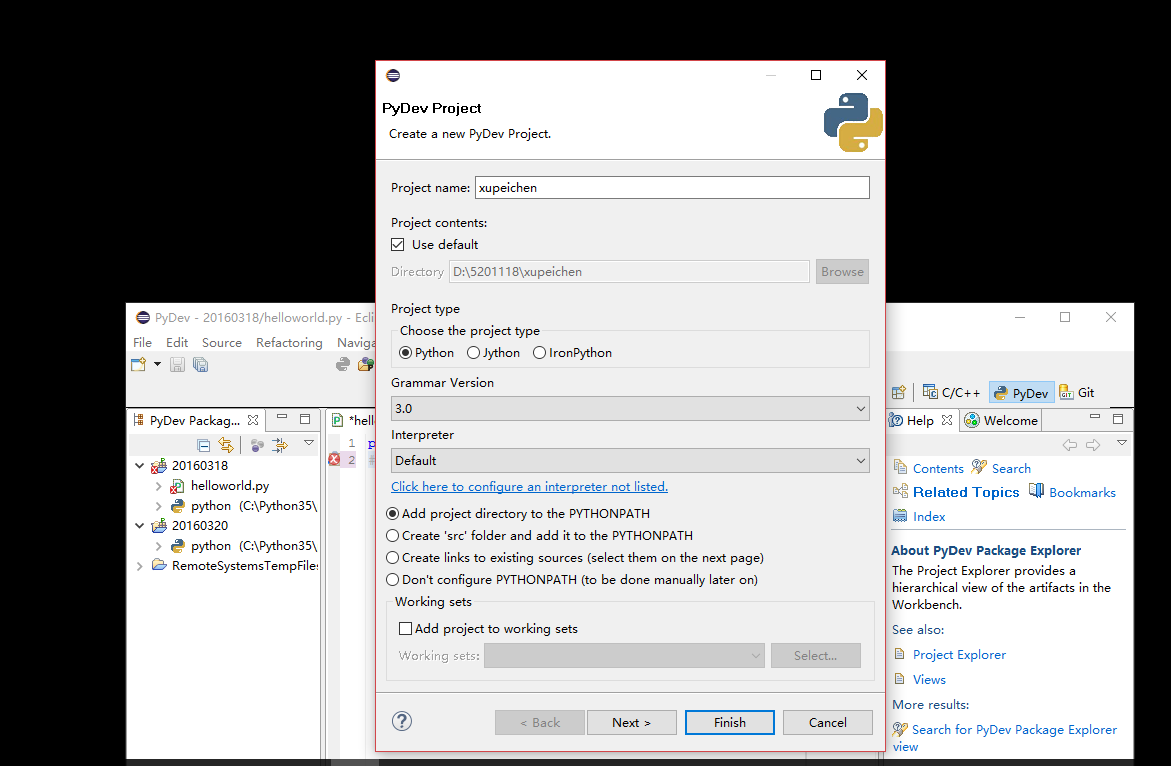 PyDev Project
Create a new PyDev Project.
Project name: xupeichen
Project contents:
Use default
Directory D:\5201118\xupeichen Browse
Project type
Choose the project type
Python Jython IronPython
Grammar Version
3.0
Interpreter
Default
Click here to configure an interpreter not listed.
Add project directory to the PYTHONPATH
Create 'src' folder and add it to the PYTHONPATH
Create links to existing sources (select them on the next page)
Don't configure PYTHONPATH (to be done manually later on)
Working sets
Add project to working sets
Working sets: Select...
< Back Next > Finish Cancel
PyDev - 20160318/helloworld.py - Ecli
File Edit Source Refactoring Naviga
C/C++ PyDev Git
PyDev Packag...
20160318
helloworld.py
python (C:\Python35\
20160320
python (C:\Python35\
RemoteSystemsTempFiles
*hell
1 p
2 #
Help Welcome
Contents Search
Related Topics Bookmarks
Index
About PyDev Package Explorer
The Project Explorer provides a
hierarchical view of the artifacts in the
Workbench.
See also:
Project Explorer
Views
More results:
Search for PyDev Package Explorer
view